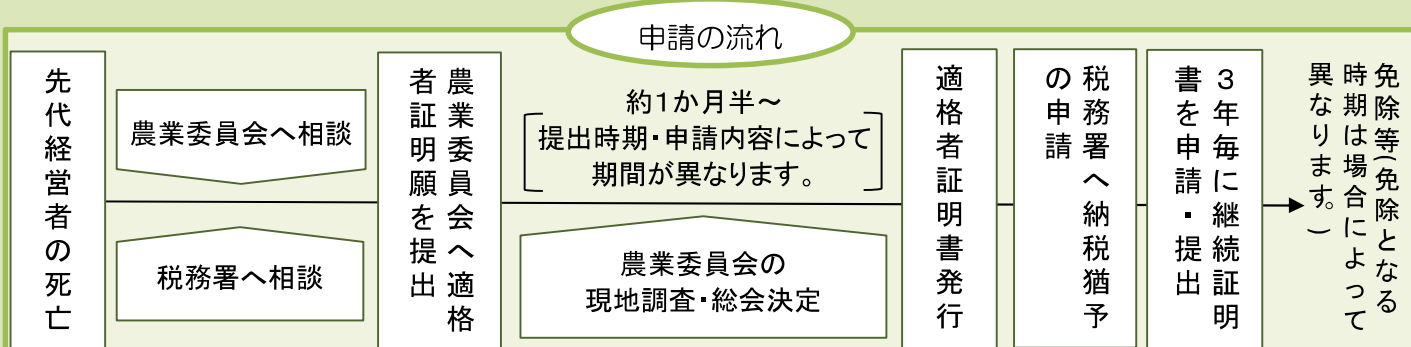 申請の流れ
先代経営者の死亡
農業委員会へ相談
税務署へ相談
農業委員会へ適格
者証明願を提出
約1か月半～
提出時期・申請内容によって
期間が異なります。
農業委員会の
現地調査・総会決定
適格者証明書発行
税務署へ納税猶予
の申請
３年毎に継続証明
書を申請・提出
免除等(免除となる
時期は場合によって
異なります。)